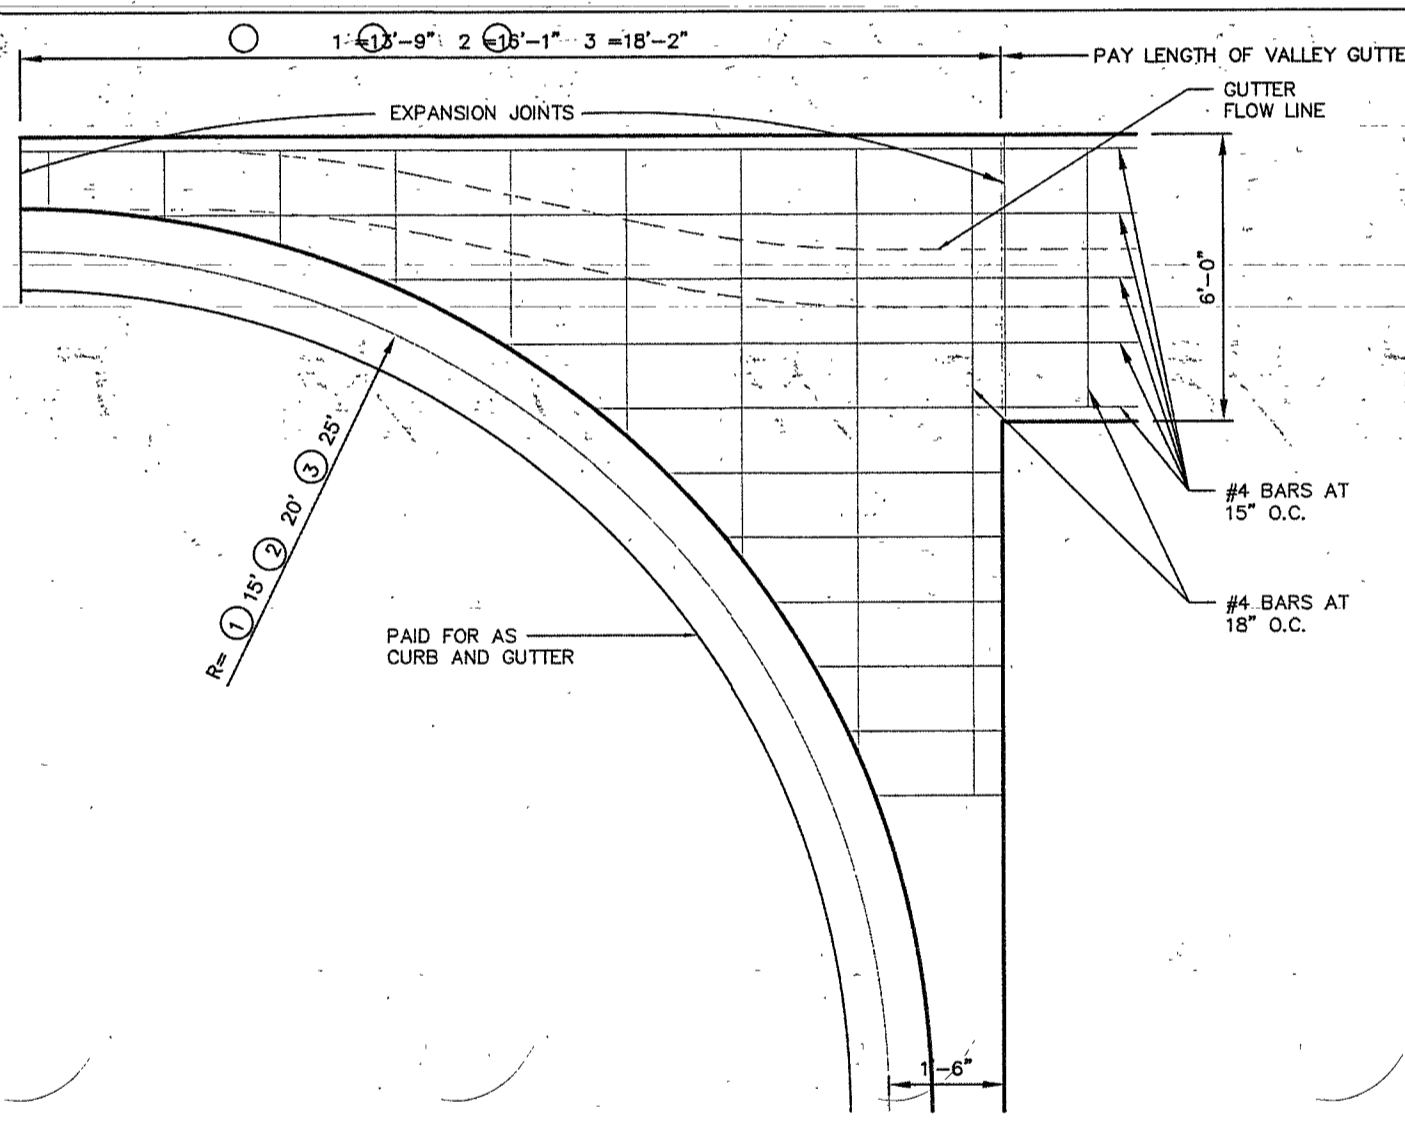 1 =13'-9" 2 =16'-1" 3 =18'-2"
PAY LENGTH OF VALLEY GUTTE
EXPANSION JOINTS
GUTTER
FLOW LINE
6'-0"
R= 1 15' 2 20' 3 25'
#4 BARS AT
15" O.C.
#4 BARS AT
18" O.C.
PAID FOR AS
CURB AND GUTTER
1'-6"